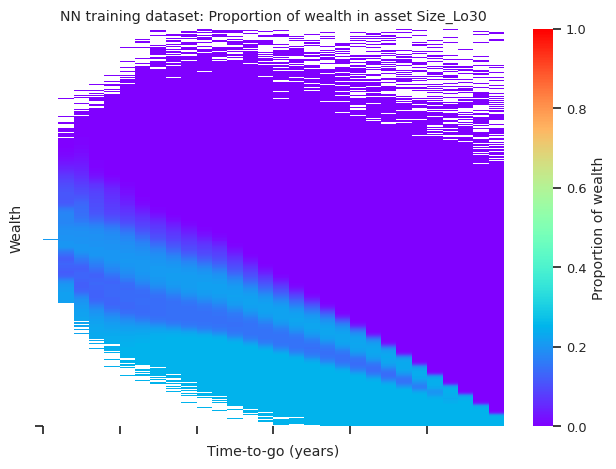 NN training dataset: Proportion of wealth in asset Size_Lo30
Wealth
Time-to-go (years)
1.0
0.8
0.6
0.4
0.2
0.0
Proportion of wealth